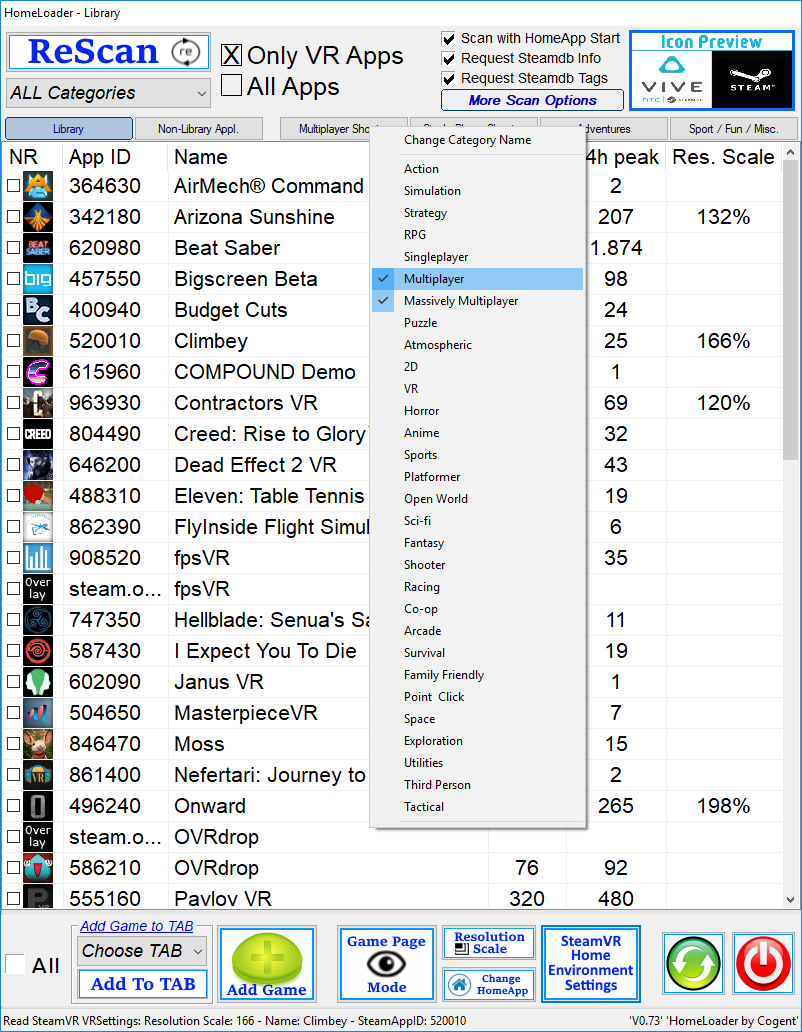 HomeLoader - Library
ReScan
re
ALL Categories
Only VR Apps
All Apps
Scan with HomeApp Start
Request Steamdb Info
Request Steamdb Tags
More Scan Options
Icon Preview
VIVE
htc
STEAM
Library
Non-Library Appl.
Multiplayer
Adventures
Sport / Fun / Misc.
NR App ID Name 4h peak Res. Scale
364630 AirMech® Command 2
342180 Arizona Sunshine 207 132%
BEAT SABER 620980 Beat Saber 1.874
big 457550 Bigscreen Beta 98
BC 400940 Budget Cuts 24
520010 Climbey 25 166%
615960 COMPOUND Demo 1
C 963930 Contractors VR 69 120%
CREED 804490 Creed: Rise to Glory 32
646200 Dead Effect 2 VR 43
488310 Eleven: Table Tennis 19
862390 FlyInside Flight Simul 6
908520 fpsVR 35
Over lay steam.o... fpsVR
747350 Hellblade: Senua's Sa 11
587430 I Expect You To Die 19
602090 Janus VR 1
504650 MasterpieceVR 7
846470 Moss 15
VR 861400 Nefertari: Journey to 2
496240 Onward 265 198%
Over lay steam.o... OVRdrop
586210 OVRdrop 76 92
555160 Pavlov VR 320 480
Change Category Name
Action
Simulation
Strategy
RPG
Singleplayer
Multiplayer
Massively Multiplayer
Puzzle
Atmospheric
2D
VR
Horror
Anime
Sports
Platformer
Open World
Sci-fi
Fantasy
Shooter
Racing
Co-op
Arcade
Survival
Family Friendly
Point Click
Space
Exploration
Utilities
Third Person
Tactical
All
Add Game to TAB
Choose TAB
Add To TAB
Add Game
Game Page
Mode
Resolution
Scale
Change
HomeApp
SteamVR
Home
Environment
Settings
Read SteamVR VRSettings: Resolution Scale: 166 - Name: Climbey - SteamAppID: 520010
'V0.73' 'HomeLoader by Cogent'